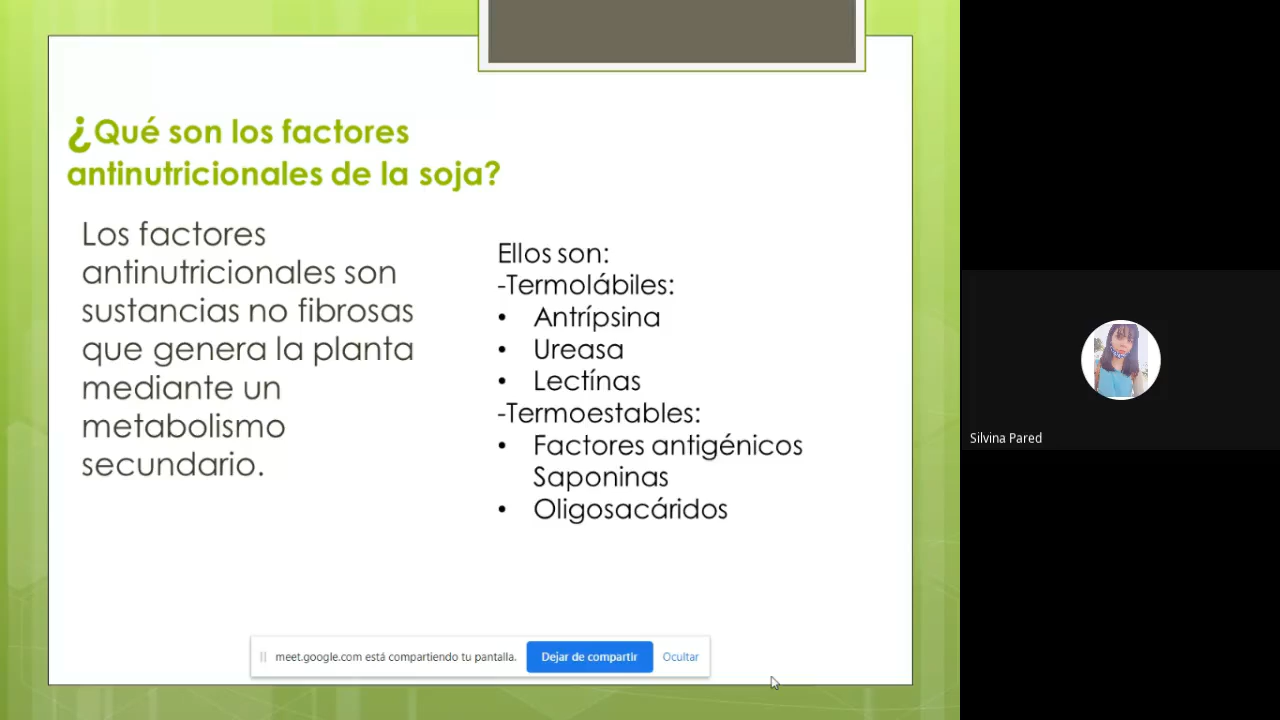 ¿Qué son los factores
antinutricionales de la soja?
Los factores
antinutricionales son
sustancias no fibrosas
que genera la planta
mediante un
metabolismo
secundario.
Ellos son:
-Termolábiles:
• Antrípsina
• Ureasa
• Lectínas
-Termoestables:
• Factores antigénicos
Saponinas
• Oligosacáridos
meet.google.com está compartiendo tu pantalla.
Dejar de compartir
Ocultar
Silvina Pared